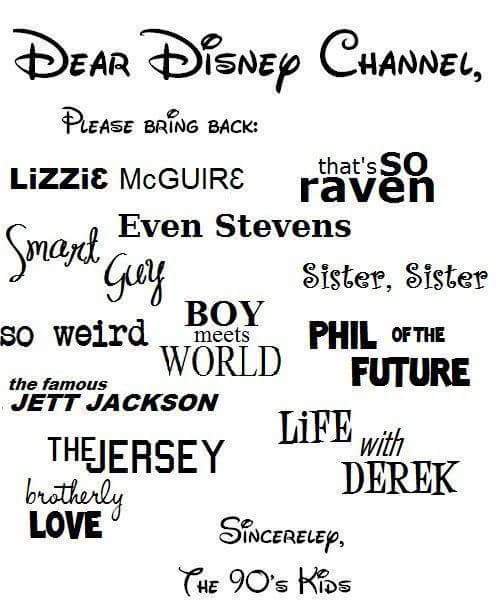 DEAR DISNEY CHANNEL,
PLEASE BRING BACK:
LiZZiE McGUIRE
that's SO
raven
Even Stevens
Smart
Guy
Sister, Sister
so weird
BOY
meets
WORLD
PHIL OF THE
FUTURE
the famous
JETT JACKSON
LiFE with
DEREK
THE JERSEY
brotherly
LOVE
SINCERELEY,
THE 90's KIDS